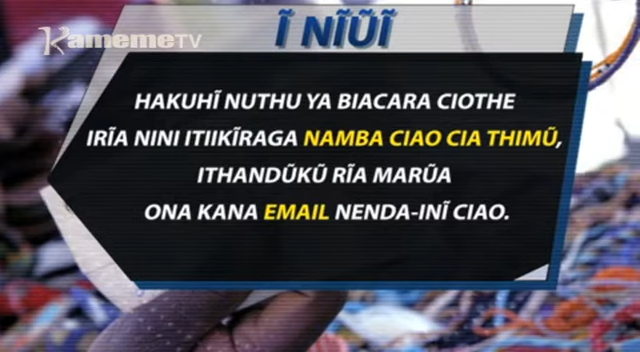 KamemeTV
Ĩ NĨŨĨ
HAKUHĨ NUTHU YA BIACARA CIOTHE
IRĨA NINI ITIIKĨRAGA NAMBA CIAO CIA THIMŨ,
ITHANDŨKŨ RĨA MARŨA
ONA KANA EMAIL NENDA-INĨ CIAO.